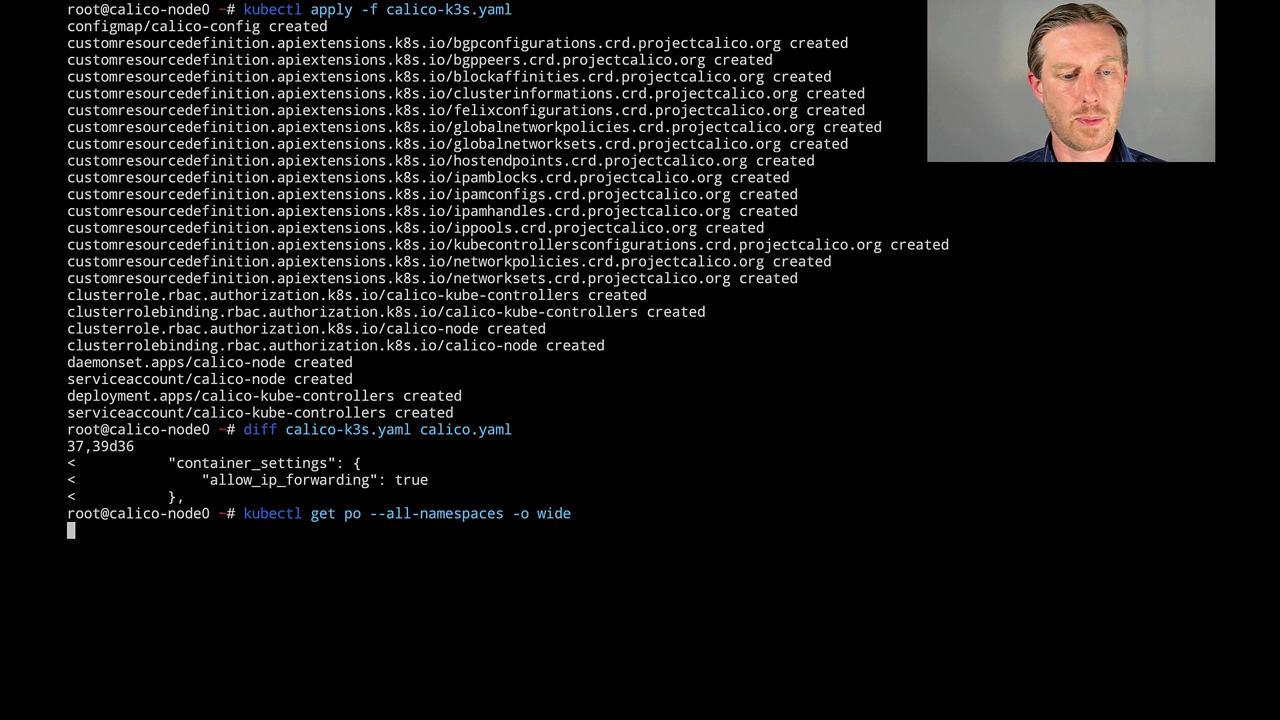 root@calico-node0 ~# kubectl apply -f calico-k3s.yaml
configmap/calico-config created
customresourcedefinition.apiextensions.k8s.io/bgpconfigurations.crd.projectcalico.org created
customresourcedefinition.apiextensions.k8s.io/bgppeers.crd.projectcalico.org created
customresourcedefinition.apiextensions.k8s.io/blockaffinities.crd.projectcalico.org created
customresourcedefinition.apiextensions.k8s.io/clusterinformations.crd.projectcalico.org created
customresourcedefinition.apiextensions.k8s.io/felixconfigurations.crd.projectcalico.org created
customresourcedefinition.apiextensions.k8s.io/globalnetworkpolicies.crd.projectcalico.org created
customresourcedefinition.apiextensions.k8s.io/globalnetworksets.crd.projectcalico.org created
customresourcedefinition.apiextensions.k8s.io/hostendpoints.crd.projectcalico.org created
customresourcedefinition.apiextensions.k8s.io/ipamblocks.crd.projectcalico.org created
customresourcedefinition.apiextensions.k8s.io/ipamconfigs.crd.projectcalico.org created
customresourcedefinition.apiextensions.k8s.io/ipamhandles.crd.projectcalico.org created
customresourcedefinition.apiextensions.k8s.io/ippools.crd.projectcalico.org created
customresourcedefinition.apiextensions.k8s.io/kubecontrollersconfigurations.crd.projectcalico.org created
customresourcedefinition.apiextensions.k8s.io/networkpolicies.crd.projectcalico.org created
customresourcedefinition.apiextensions.k8s.io/networksets.crd.projectcalico.org created
clusterrole.rbac.authorization.k8s.io/calico-kube-controllers created
clusterrolebinding.rbac.authorization.k8s.io/calico-kube-controllers created
clusterrole.rbac.authorization.k8s.io/calico-node created
clusterrolebinding.rbac.authorization.k8s.io/calico-node created
daemonset.apps/calico-node created
serviceaccount/calico-node created
deployment.apps/calico-kube-controllers created
serviceaccount/calico-kube-controllers created
root@calico-node0 ~# diff calico-k3s.yaml calico.yaml
37,39d36
<           "container_settings": {
<               "allow_ip_forwarding": true
<           },
root@calico-node0 ~# kubectl get po --all-namespaces -o wide